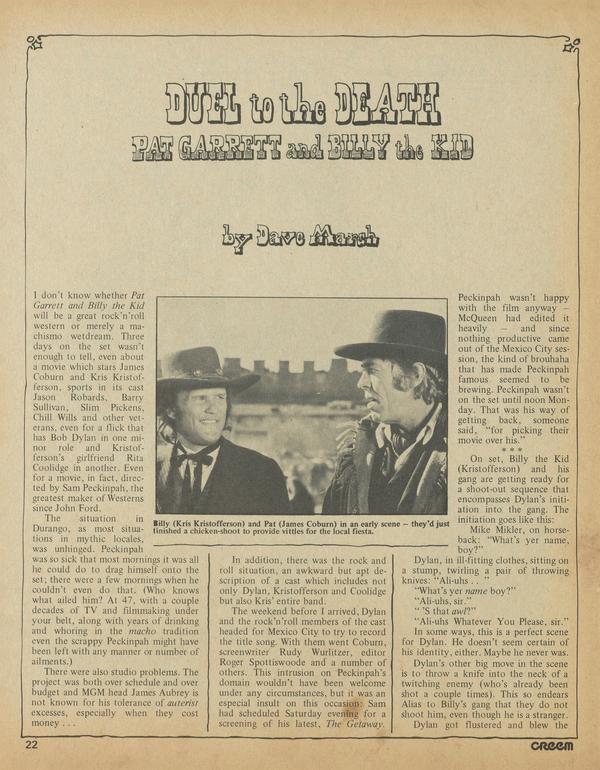 DUEL to the DEATH
PAT GARRETT and BILLY the KID
by Dave Marsh
I don't know whether Pat
Garrett and Billy the Kid
will be a great rock'n'roll
western or merely a ma-
chismo wetdream. Three
days on the set wasn't
enough to tell, even about
a movie which stars James
Coburn and Kris Kristof-
ferson, sports in its cast
Jason Robards, Barry
Sullivan, Slim Pickens,
Chill Wills and other vet-
erans, even for a flick that
has Bob Dylan in one mi-
nor role and Kristof-
ferson's girlfriend Rita
Coolidge in another. Even
for a movie, in fact, direc-
ted by Sam Peckinpah, the
greatest maker of Westerns
since John Ford.
The situation in
Durango, as most situa-
tions in mythic locales,
was unhinged. Peckinpah
was so sick that most mornings it was all
he could do to drag himself onto the
set; there were a few mornings when he
couldn't even do that. (Who knows
what ailed him? At 47, with a couple
decades of TV and filmmaking under
your belt, along with years of drinking
and whoring in the macho tradition
even the scrappy Peckinpah might have
been left with any manner or number of
ailments.)
There were also studio problems. The
project was both over schedule and over
budget and MGM head James Aubrey is
not known for his tolerance of auterist
excesses, especially when they cost
money . . .
Billy (Kris Kristofferson) and Pat (James Coburn) in an early scene – they'd just
finished a chicken-shoot to provide vittles for the local fiesta.
In addition, there was the rock and
roll situation, an awkward but apt de-
scription of a cast which includes not
only Dylan, Kristofferson and Coolidge
but also Kris' entire band.
The weekend before I arrived, Dylan
and the rock'n'roll members of the cast
headed for Mexico City to try to record
the title song. With them went Coburn,
screenwriter Rudy Wurlitzer, editor
Roger Spottiswoode and a number of
others. This intrusion on Peckinpah's
domain wouldn't have been welcome
under any circumstances, but it was an
especial insult on this occasion: Sam
had scheduled Saturday evening for a
screening of his latest, The Getaway.
Peckinpah wasn't happy
with the film anyway –
McQueen had edited it
heavily – and since
nothing productive came
out of the Mexico City ses-
sion, the kind of brouhaha
that has made Peckinpah
famous seemed to be
brewing. Peckinpah wasn't
on the set until noon Mon-
day. That was his way of
getting back, someone
said, "for picking their
movie over his."
* * *
On set, Billy the Kid
(Kristofferson) and his
gang are getting ready for
a shoot-out sequence that
encompasses Dylan's initi-
ation into the gang. The
initiation goes like this:
Mike Mikler, on horse-
back: "What's yer name,
boy?"
Dylan, in ill-fitting clothes, sitting on
a stump, twirling a pair of throwing
knives: "Ali-uhs . . ."
"What's yer name boy?"
"Ali-uhs, sir."
" 'S that awl?"
"Ali-uhs Whatever You Please, sir."
In some ways, this is a perfect scene
for Dylan. He doesn't seem certain of
his identity, either. Maybe he never was.
Dylan's other big move in the scene
is to throw a knife into the neck of a
twitching enemy (who's already been
shot a couple times). This so endears
Alias to Billy's gang that they do not
shoot him, even though he is a stranger.
Dylan got flustered and blew the
22
CREEM